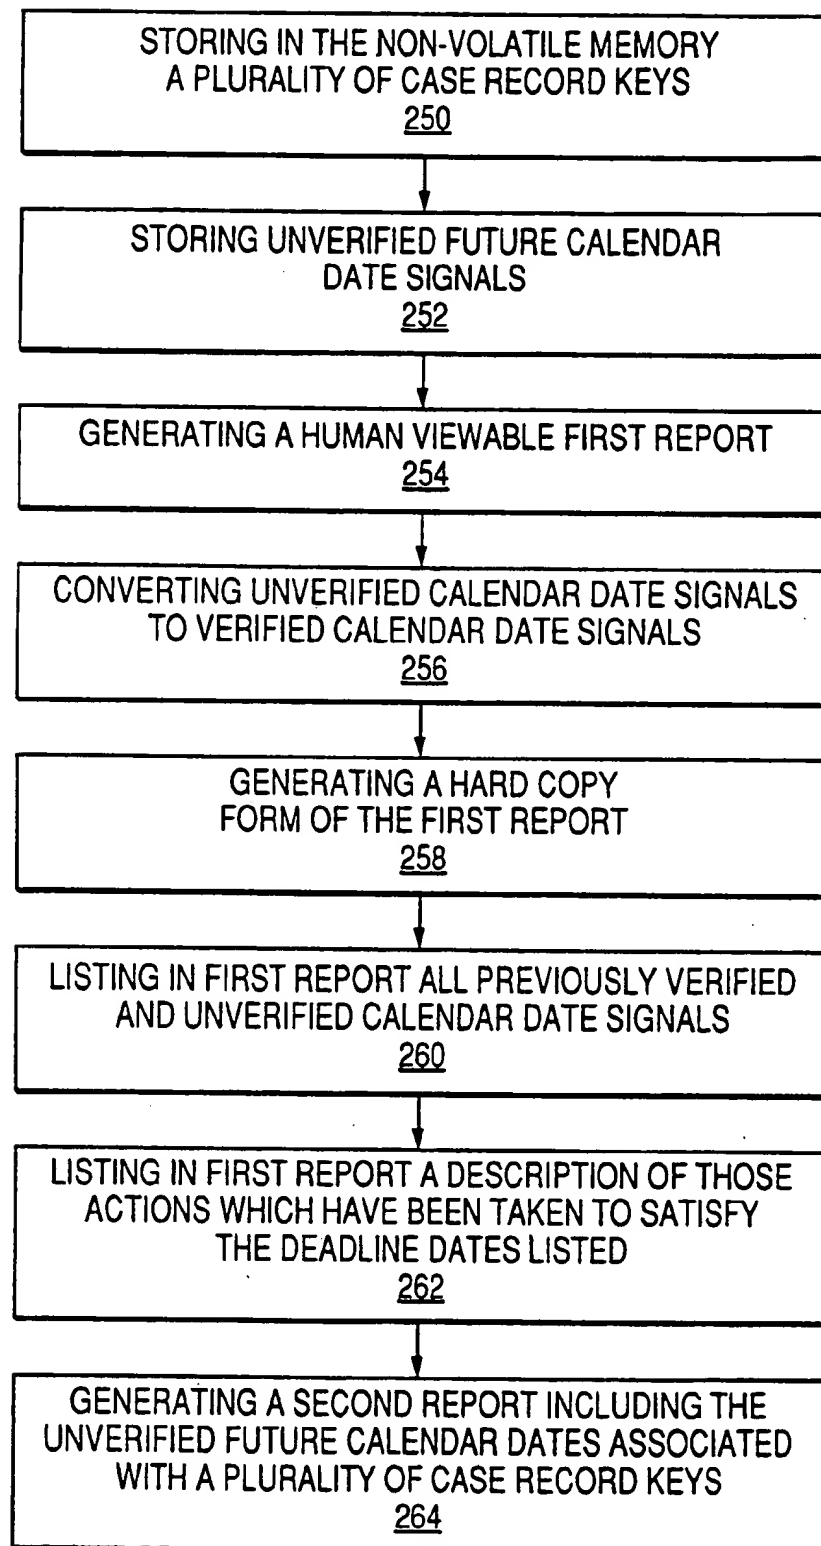 STORING IN THE NON-VOLATILE MEMORY
A PLURALITY OF CASE RECORD KEYS
250
STORING UNVERIFIED FUTURE CALENDAR
DATE SIGNALS
252
GENERATING A HUMAN VIEWABLE FIRST REPORT
254
CONVERTING UNVERIFIED CALENDAR DATE SIGNALS
TO VERIFIED CALENDAR DATE SIGNALS
256
GENERATING A HARD COPY
FORM OF THE FIRST REPORT
258
LISTING IN FIRST REPORT ALL PREVIOUSLY VERIFIED
AND UNVERIFIED CALENDAR DATE SIGNALS
260
LISTING IN FIRST REPORT A DESCRIPTION OF THOSE
ACTIONS WHICH HAVE BEEN TAKEN TO SATISFY
THE DEADLINE DATES LISTED
262
GENERATING A SECOND REPORT INCLUDING THE
UNVERIFIED FUTURE CALENDAR DATES ASSOCIATED
WITH A PLURALITY OF CASE RECORD KEYS
264